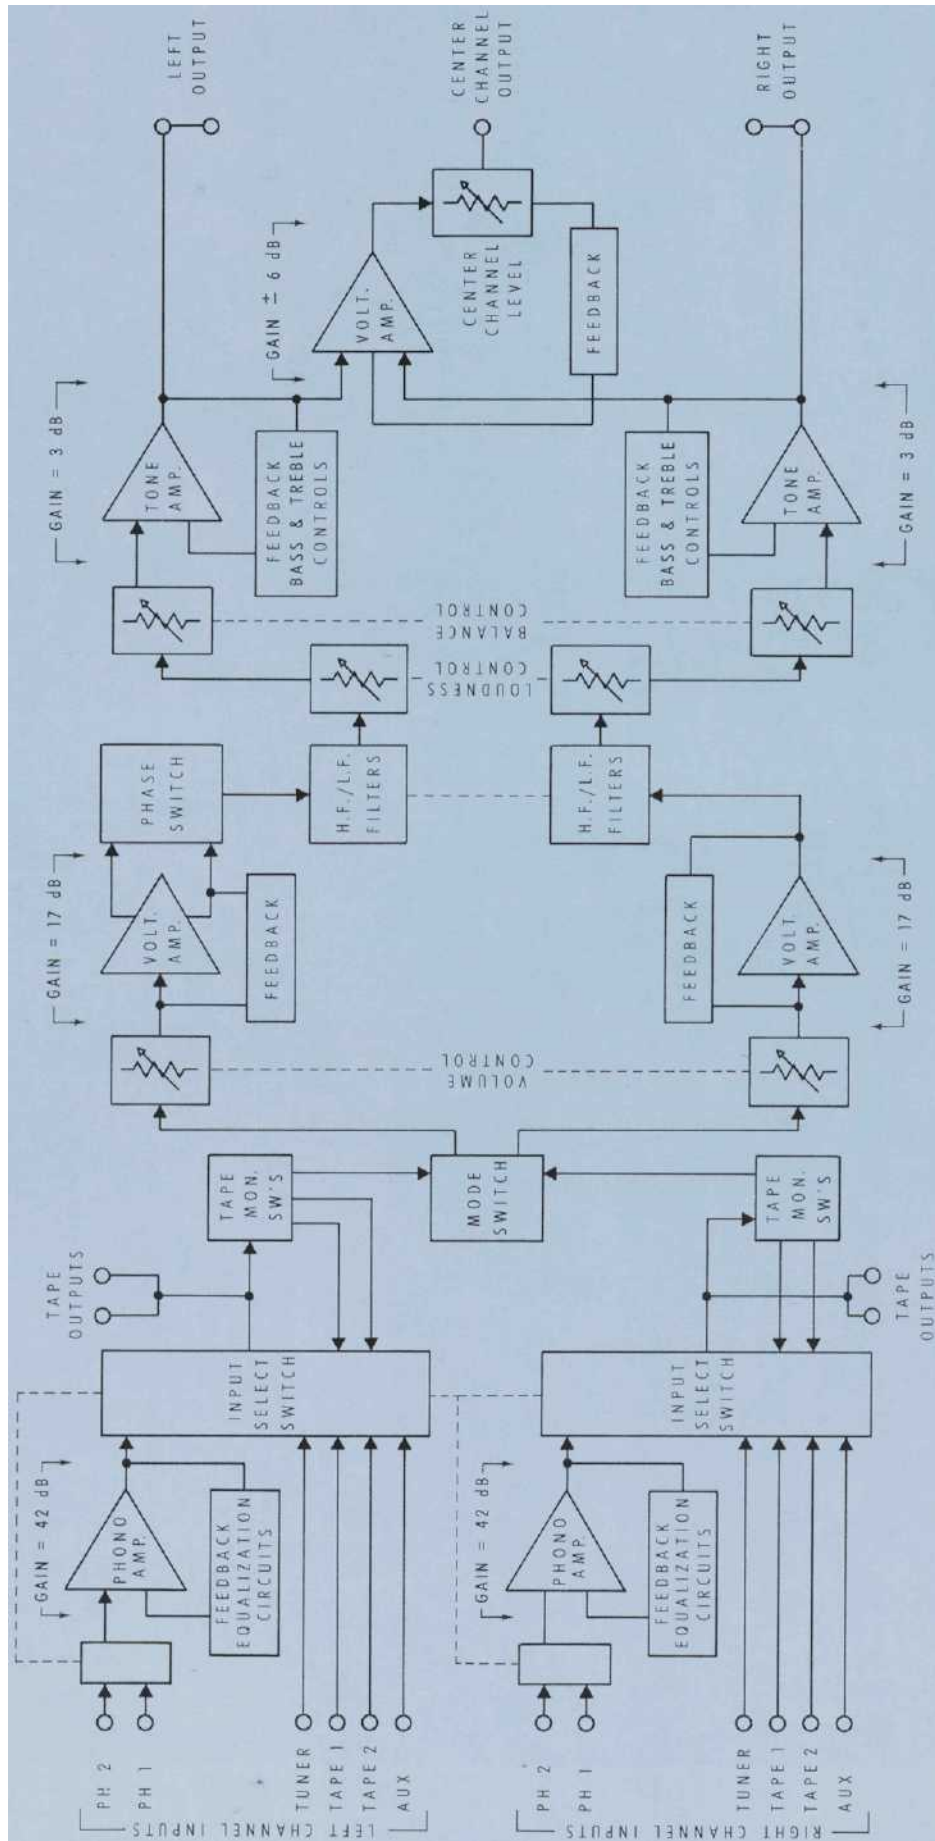 LEFT CHANNEL INPUTS
PH 2
PH 1
TUNER
TAPE 1
TAPE 2
AUX
GAIN = 42 dB
PHONO
AMP.
FEEDBACK
EQUALIZATION
CIRCUITS
INPUT
SELECT
SWITCH
TAPE
OUTPUTS
TAPE
MON.
SW'S
GAIN = 17 dB
VOLT.
AMP.
FEEDBACK
PHASE
SWITCH
H.F./L.F.
FILTERS
GAIN = 3 dB
TONE
AMP.
FEEDBACK
BASS & TREBLE
CONTROLS
LEFT
OUTPUT
MODE
SWITCH
VOLUME
CONTROL
LOUDNESS
CONTROL
BALANCE
CONTROL
GAIN ± 6 dB
VOLT.
AMP.
CENTER
CHANNEL
LEVEL
FEEDBACK
CENTER
CHANNEL
OUTPUT
RIGHT CHANNEL INPUTS
PH 2
PH 1
TUNER
TAPE 1
TAPE 2
AUX
GAIN = 42 dB
PHONO
AMP.
FEEDBACK
EQUALIZATION
CIRCUITS
INPUT
SELECT
SWITCH
TAPE
MON.
SW'S
TAPE
OUTPUTS
FEEDBACK
VOLT.
AMP.
GAIN = 17 dB
H.F./L.F.
FILTERS
FEEDBACK
BASS & TREBLE
CONTROLS
TONE
AMP.
GAIN = 3 dB
RIGHT
OUTPUT